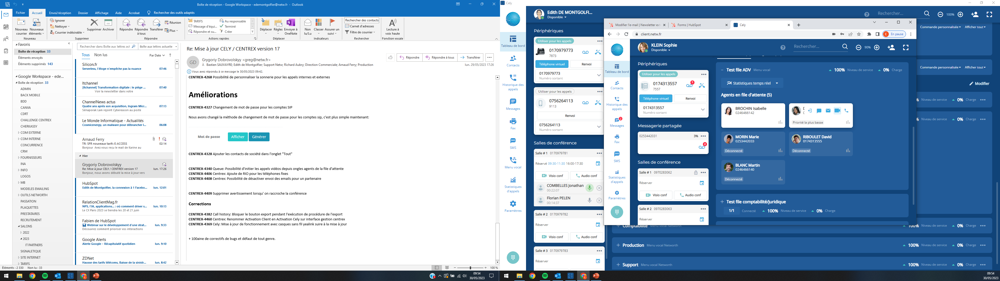 Boîte de réception - Google Workspace - edemontgolfier@netw.fr - Outlook
Fichier Accueil Envoi/réception Dossier Affichage Aide Acrobat Rechercher des outils adaptés
Nouveau courrier
Nouveaux éléments
Nouveau
Ignorer
Nettoyer
Courrier indésirable
Supprimer Archiver
Supprimer
Répondre
Répondre à tous
Transférer
Réunion
Plus
Répondre
TARIFS
Message d'équi...
Répondre et su...
Au responsable
Terminé
Créer
Actions rapides
Déplacer
Règles
Envoyer à OneNote
Déplacer
Non lu/Lu
Classer
Assurer un suivi
Indicateurs
Rechercher des contacts
Carnet d'adresses
Filtre de courrier
Rechercher
Lecture à voix haute
Fonction vocale
Favoris
Boîte de réception 33
Éléments envoyés
Éléments supprimés 143
Google Workspace - ede...
Boîte de réception 33
ADMIN
BACK MOBILE
BDD
CANVA
CDRT
CHALLENGE CENTREX
CHERKASSY
COM EXTERNE
COM INTERNE
CONCURRENCE
CRM
FOURNISSEURS
INA
INFO
LOGOS
MB
MODELES EMAILING
OUTILS NETWORTH
PASSATION
PLAQUETTES
PRESTATAIRES
RECRUTEMENT
SALONS
2022
2023
IT PARTNERS
SIGNALETIQUE
SITE INTERNET
TARIFS
Éléments : 2 330 Non lu : 33
Rechercher dans Boîte aux lettres act
Boîte aux lettres actuelle
Tous Non lus Par Date
Silicon.fr
Serverless, l'éloge n'empêche pas la nuance 07:46
Itchannel
[Itchannel] Transformation digitale : le piège ... 07:40
Voir la newsletter dans votre
ChannelNews actus
Quatre ans après son acquisition, Ingram Micr... 07:13
Sénaporak Lam rejoint Cybereason au poste
Le Monde Informatique - Actualités
Cosmicenergy, un malware pour débrancher l... 06:08
Arnaud Ferry
TR: SFR nouveaux tarifs E-ACCESS 02:14
Bonjour Avez-vous reçu le mail de Karine au
Hier
Grygoriy Dobrovolskyy
Re: Mise à jour CELY / CENTREX version 17 lun. 17:26
Bonjour, nous avons débuté la mise à jour vers
HubSpot
Edith de Montgolfier, la connexion à 1 Facebo... lun. 12:01
RelationClientMag.fr
NPS, l'IA, applications... : où comment driver s... lun. 10:13
Le CX Paris 2023 se tiendra les 20 et 21 juin
Fabien de HubSpot
Webinar sur le développement d'une strat... lun. 9:33
Découvrez comment prioriser vos interactions
Google Alerts
Alerte Google – Récapitulatif quotidien lun. 9:10
ZDNet
Hausse des tarifs télécoms, Baisse de la sinistr... lun. 8:42
Re: Mise à jour CELY / CENTREX version 17
GD
Grygoriy Dobrovolskyy <greg@netw.fr>
À Bastien SAUVAYRE; Edith de Montgolfier; Support Netw; Richard Aubry; Direction Commerciale; Arnaud Ferry; Production
Répondre Répondre à tous Transférer
lun. 29/05/2023 17:26
Vous avez répondu à ce message le 30/05/2023 09:42.
CENTREX-4268 Possibilité de personnaliser la sonnerie pour les appels internes et externes
Améliorations
CENTREX-4327 Changement de mot de passe pour les comptes SIP
Nous avons changé la méthode de changement de mot de passe pour les comptes sip, c'est plus simple maintenant:
Mot de passe Afficher Générer
CENTREX-4328 Ajouter les contacts de société dans l'onglet "Tout"
CENTREX-4340 Queue: Possibilité d'initier les appels vidéos depuis ongles agents de la file d'attente
CENTREX-4406 Centrex: Ajoute de RIO pour les téléphones fixes
CENTREX-4408 Centrex: Possibilité de désactiver envoi des emails pour un partenaire
CENTREX-4409 Supprimer avertissement lorsqu' on raccroche la conférence
Corrections
CENTREX-4382 Call history: Bloquer le bouton export pendant l'exécution de procédure de l'export
CENTREX-4460 Centrex: Renommer Activation Client en Activation Cely sur interface gestion centrex
CENTREX-4369 Cely: Mise à jour de fonctionnement avec casques sans fil yealink suire à la mise à jour
+ 100aine de correctifs de bugs et défaut de tout genre.
100 %
09:54
30/05/2023
Cely
Edith DE MONTGOLFI...
Disponible
Rechercher...
100%
Tableau de bord
Contacts
Historique des appels
Messages
Fax
SMS
Menu vocal
Statistiques d'appels
Paramètres
Périphériques
Utiliser pour les appels
0170979773
7873
Téléphone virtuel Renvoi
0170979773
Numéro sortant
Utiliser pour les appels
0756264113
9113
Renvoi
0756264113
Numéro sortant
Salles de conférence
Salle # 1 0170979781
Réservé 09:30-11:30 16:00-17:30
Visio conf Audio conf
COMBELLES Jonathan
00:22:07
Florian PELEN
00:14:37
Salle # 2 0170979782
Réserver
Visio conf Audio conf
Salle # 3 0170979783
Réserver
Commande personnalisée Afficher tout
Commande personnalisée Afficher tout
Modifier
% Niveau de service 0% Charge
% Niveau de service 0% Charge
Comptabilité Menu vocal Networth 100% Niveau de service 0% Charge
Production Menu vocal Networth 100% Niveau de service 0% Charge
Support Menu vocal Networth 100% Niveau de service 0% Charge
Modifier l'e-mail | Newsletter ext
Forms | HubSpot
Cely
client.netw.fr
E En pause
KLEIN Sophie
Disponible
Rechercher...
90%
Tableau de bord
Contacts
Historique des appels
Messages 2
Fax
SMS
Statistiques d'appels
Paramètres
Périphériques
Utiliser pour les appels
0174313557 1
7557
Téléphone virtuel Renvoi
0174313557
Numéro sortant
Messagerie partagée
0253442031 3%
2
Salles de conférence
Salle # 1 0970283062
Réserver
Visio conf Audio conf
Salle # 2 0970283063
Réserver
Test file ADV Menu vocal 100% Niveau de service 0% Charge
Statistiques temps réel
Agents en file d'attente (5)
BROCHIN Isabelle
0246466142
Priorité la plus basse
MORIN Marie
0253442033
Déconnecté
RIBOULET David
0174313555
Déconnecté
BLANC Martin
0246466140
Déconnecté
Test file comptabilité/juridique
1/1 Connecté 100% Niveau de service 0% Charge
09:54
30/05/2023